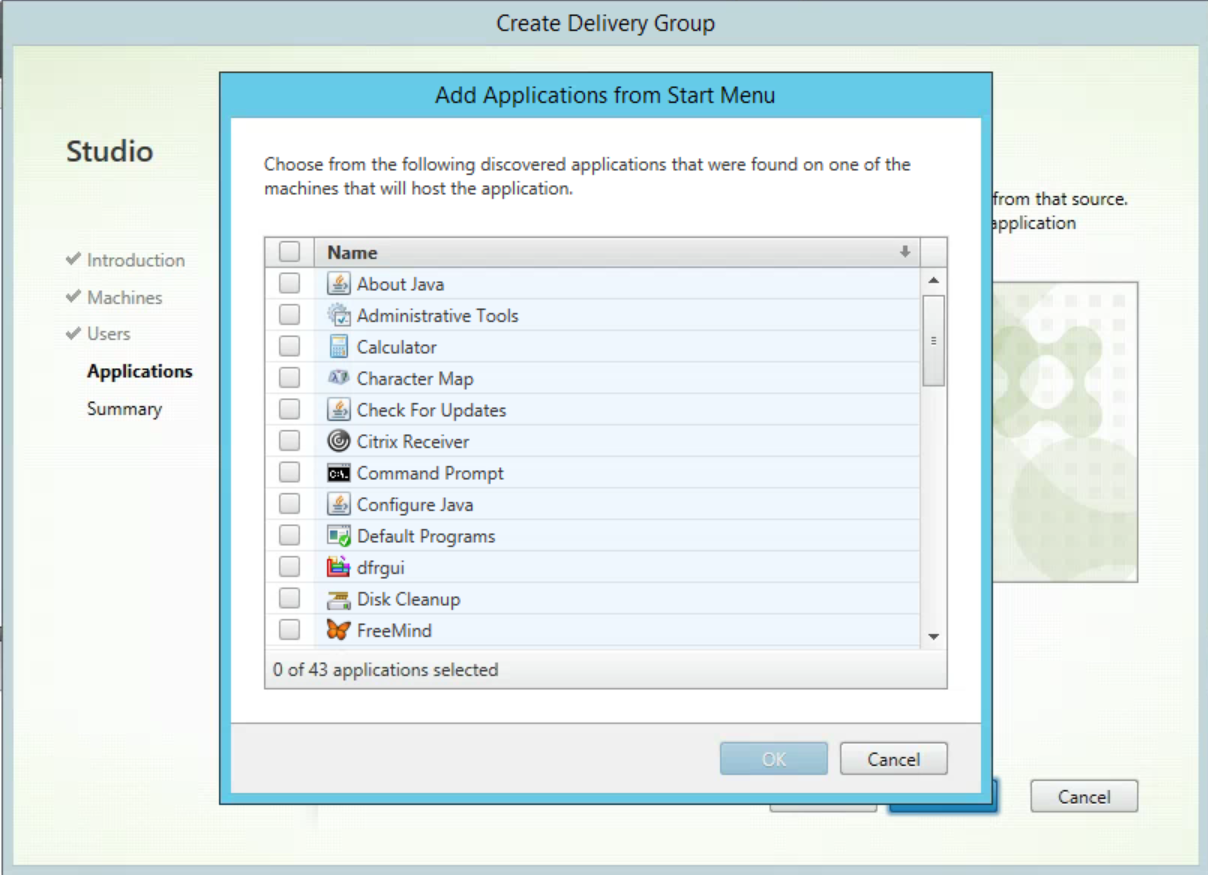 Create Delivery Group
Add Applications from Start Menu
Studio
Choose from the following discovered applications that were found on one of the
machines that will host the application.
from that source.
application
Introduction
Machines
Users
Applications
Summary
Name
About Java
Administrative Tools
Calculator
Character Map
Check For Updates
Citrix Receiver
Command Prompt
Configure Java
Default Programs
dfrgui
Disk Cleanup
FreeMind
0 of 43 applications selected
OK
Cancel
Cancel